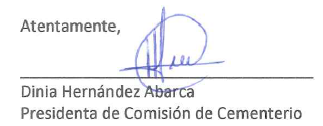 Atentamente,
Dinia Hernández Abarca
Presidenta de Comisión de Cementerio